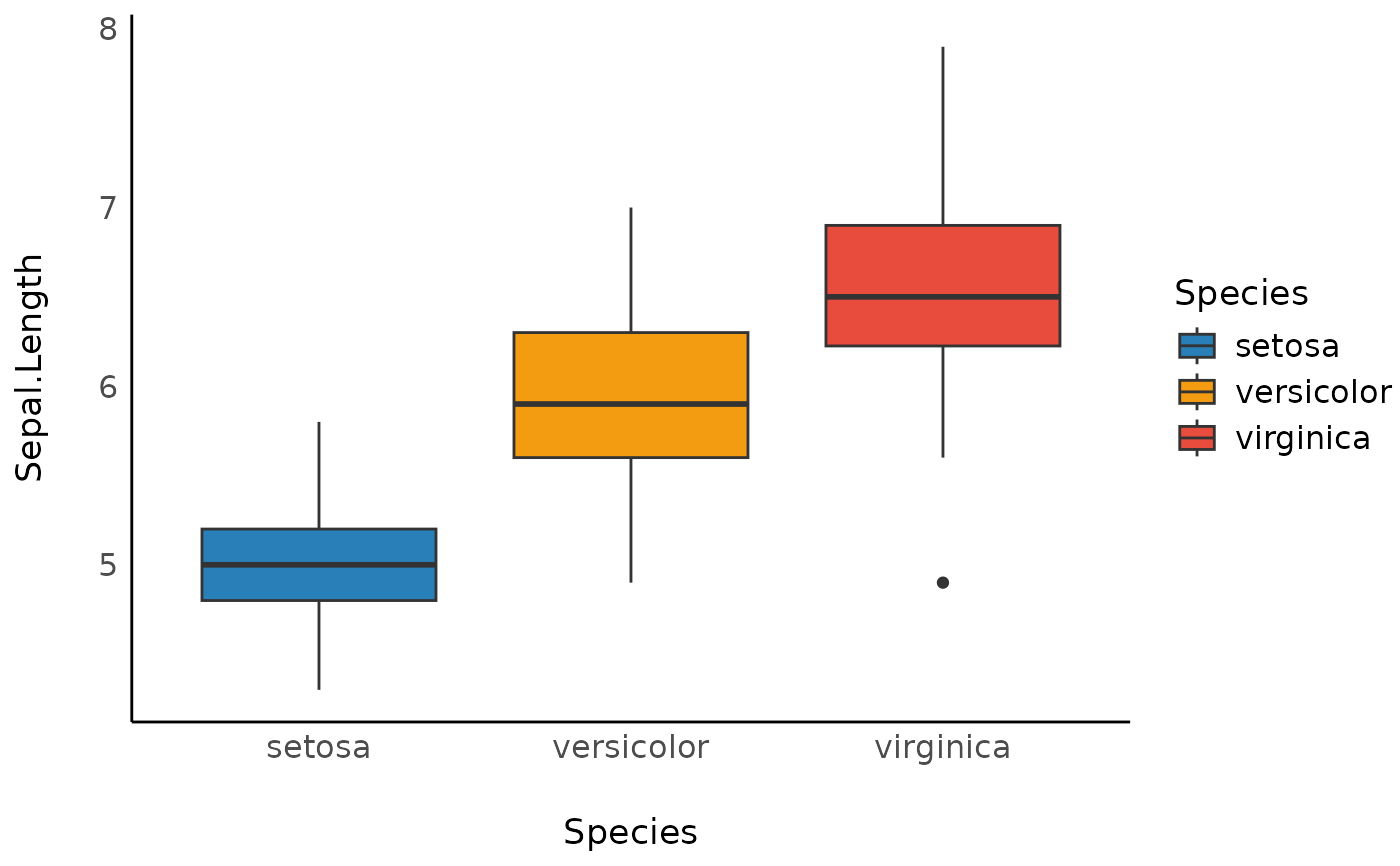 8
7
6
5
Sepal.Length
setosa
versicolor
virginica
Species
Species
setosa
versicolor
virginica